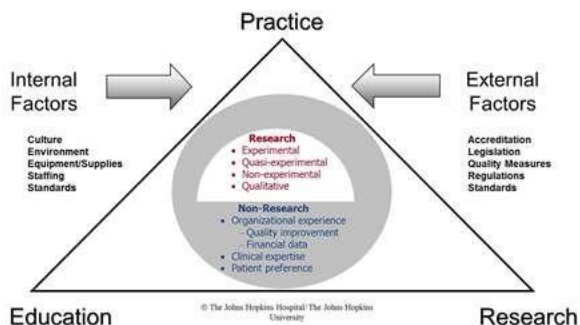 Practice
Internal
Factors
External
Factors
Culture
Environment
Equipment/Supplies
Staffing
Standards
Accreditation
Legislation
Quality Measures
Regulations
Standards
Research
• Experimental
• Quasi-experimental
• Non-experimental
• Qualitative
Non-Research
• Organizational experience
– Quality improvement
– Financial data
• Clinical expertise
• Patient preference
Education
© The Johns Hopkins Hospital/The Johns Hopkins
University
Research